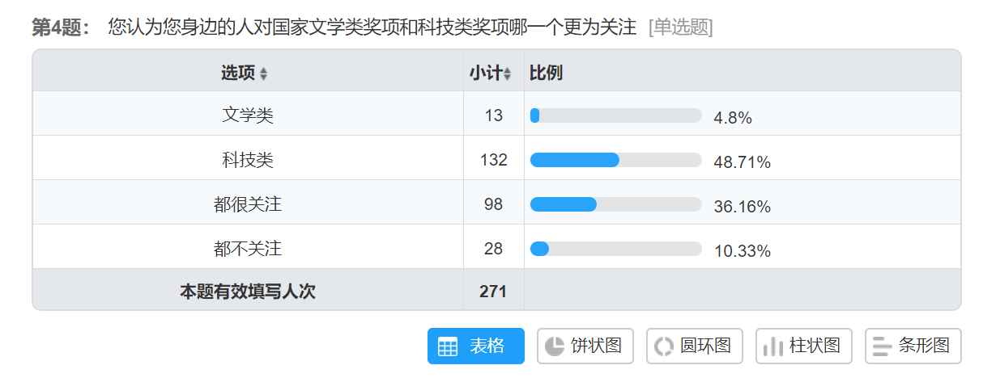 第4题： 您认为您身边的人对国家文学类奖项和科技类奖项哪一个更为关注 [单选题]
选项 小计 比例
文学类 13 4.8%
科技类 132 48.71%
都很关注 98 36.16%
都不关注 28 10.33%
本题有效填写人次 271
表格 饼状图 圆环图 柱状图 条形图